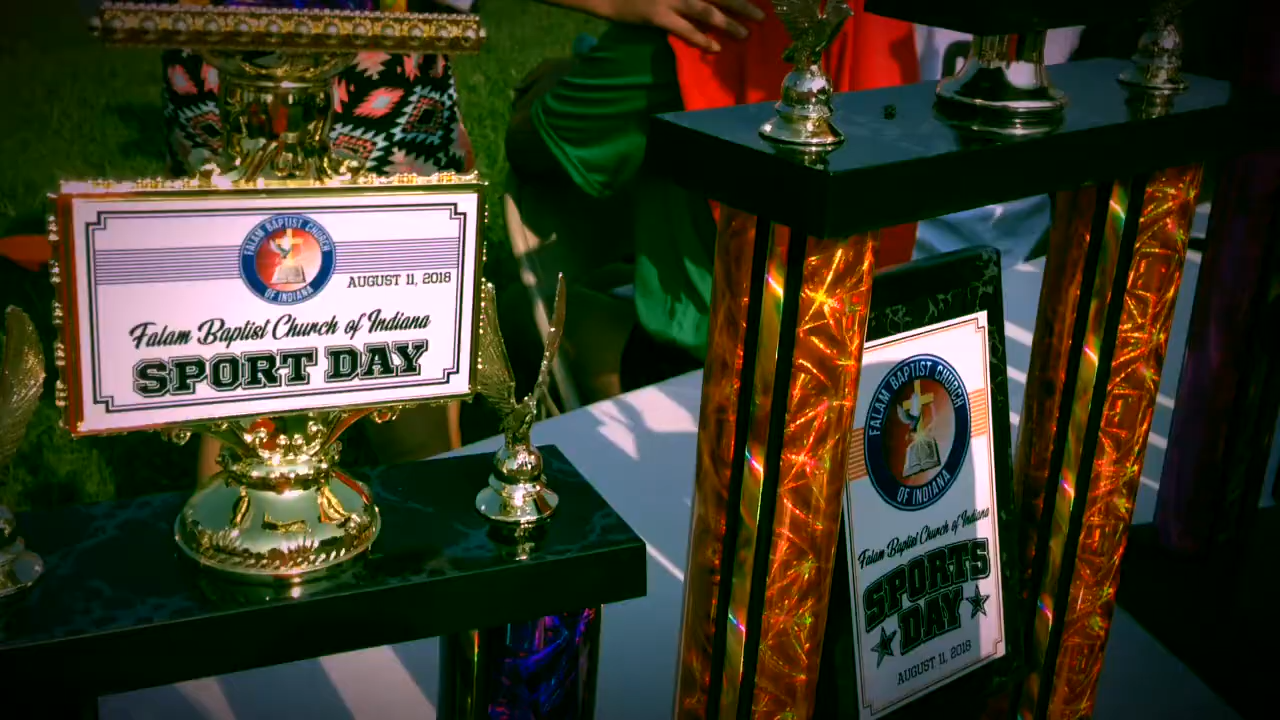 FALAM BAPTIST CHURCH
OF INDIANA
AUGUST 11, 2018
Falam Baptist Church of Indiana
SPORT DAY
FALAM BAPTIST CHURCH
OF INDIANA
Falam Baptist Church of Indiana
SPORTS
DAY
AUGUST 11, 2018